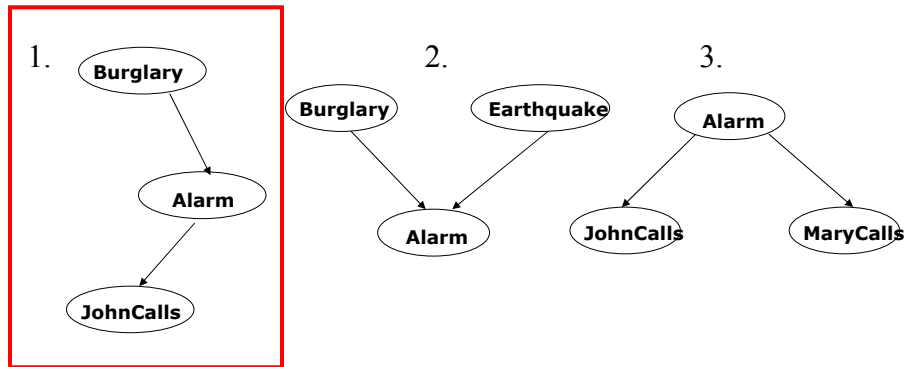 1.
Burglary
Alarm
JohnCalls
2.
Burglary
Earthquake
Alarm
3.
Alarm
JohnCalls
MaryCalls